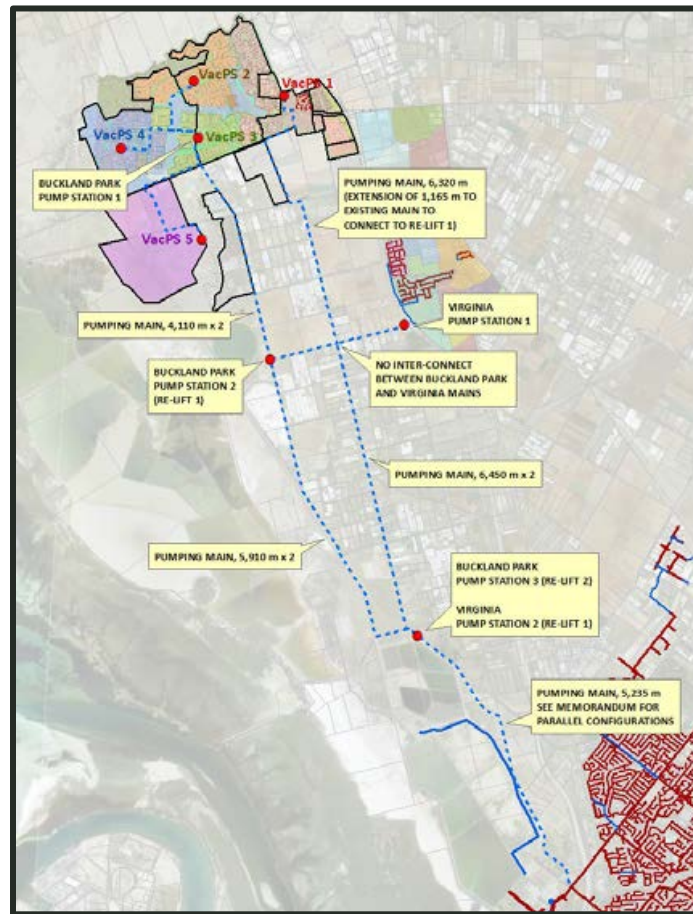 VacPS 2
VacPS 1
VacPS 4
VacPS 3
BUCKLAND PARK
PUMP STATION 1
PUMPING MAIN, 6,320 m
(EXTENSION OF 1,165 m TO
EXISTING MAIN TO
CONNECT TO RE-LIFT 1)
VacPS 5
VIRGINIA
PUMP STATION 1
PUMPING MAIN, 4,110 m x 2
BUCKLAND PARK
PUMP STATION 2
(RE-LIFT 1)
NO INTER-CONNECT
BETWEEN BUCKLAND PARK
AND VIRGINIA MAINS
PUMPING MAIN, 6,450 m x 2
PUMPING MAIN, 5,910 m x 2
BUCKLAND PARK
PUMP STATION 3 (RE-LIFT 2)
VIRGINIA
PUMP STATION 2 (RE-LIFT 1)
PUMPING MAIN, 5,235 m
SEE MEMORANDUM FOR
PARALLEL CONFIGURATIONS